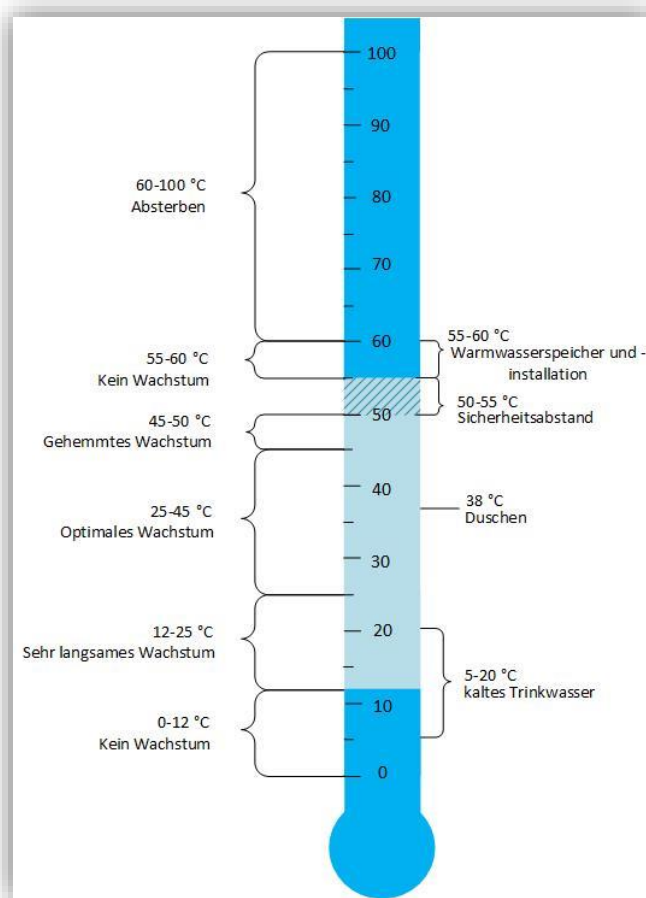 100
90
80
70
60
50
40
30
20
10
0
60-100 °C
Absterben
55-60 °C
Kein Wachstum
45-50 °C
Gehemmtes Wachstum
25-45 °C
Optimales Wachstum
12-25 °C
Sehr langsames Wachstum
0-12 °C
Kein Wachstum
55-60 °C
Warmwasserspeicher und -
installation
50-55 °C
Sicherheitsabstand
38 °C
Duschen
5-20 °C
kaltes Trinkwasser